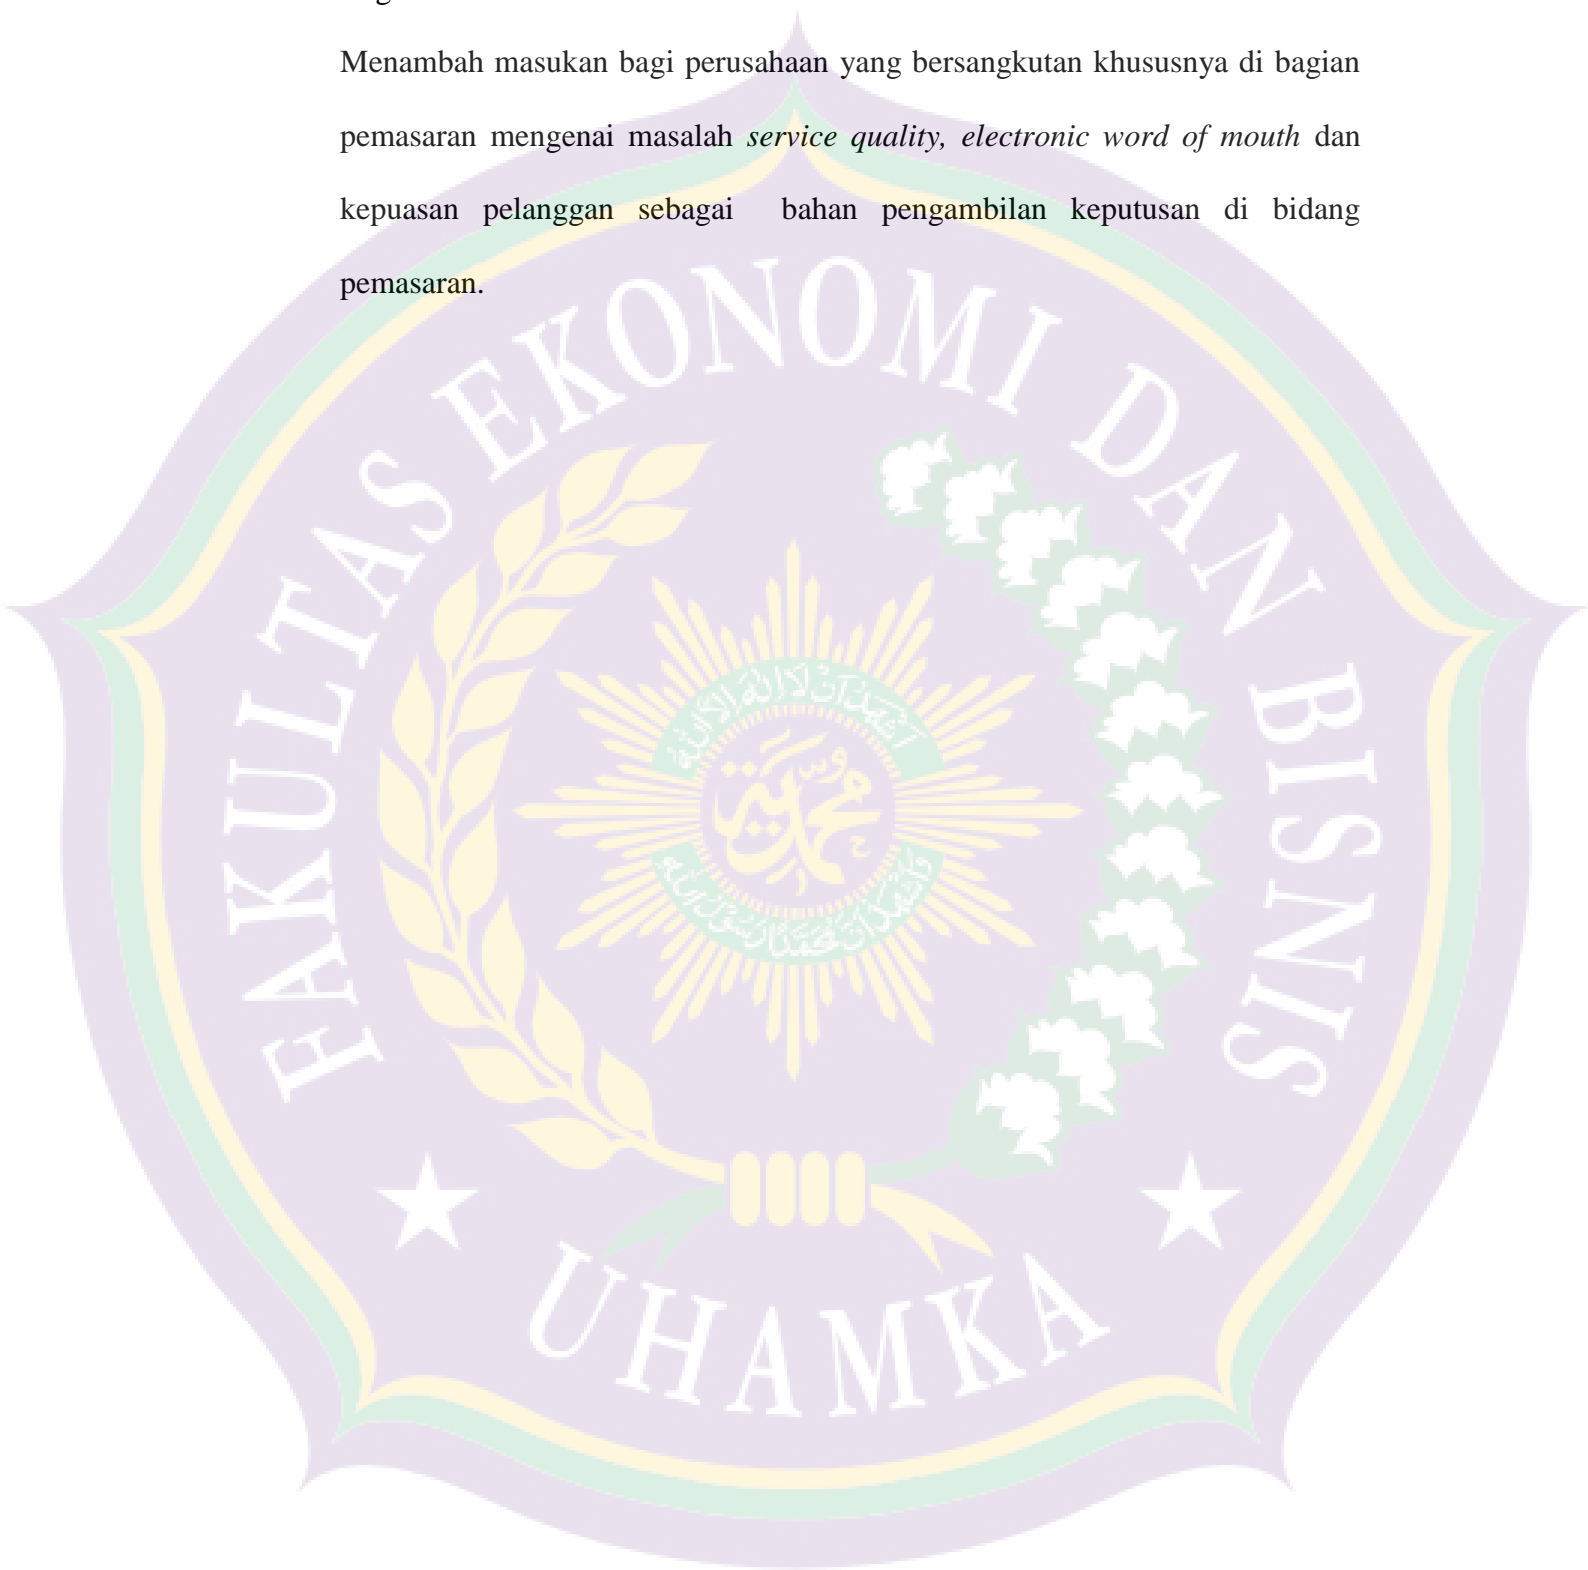 Menambah masukan bagi perusahaan yang bersangkutan khususnya di bagian
pemasaran mengenai masalah service quality, electronic word of mouth dan
kepuasan pelanggan sebagai bahan pengambilan keputusan di bidang
pemasaran.
FAKULTAS EKONOMI DAN BISNIS
محمدية
UHAMKA